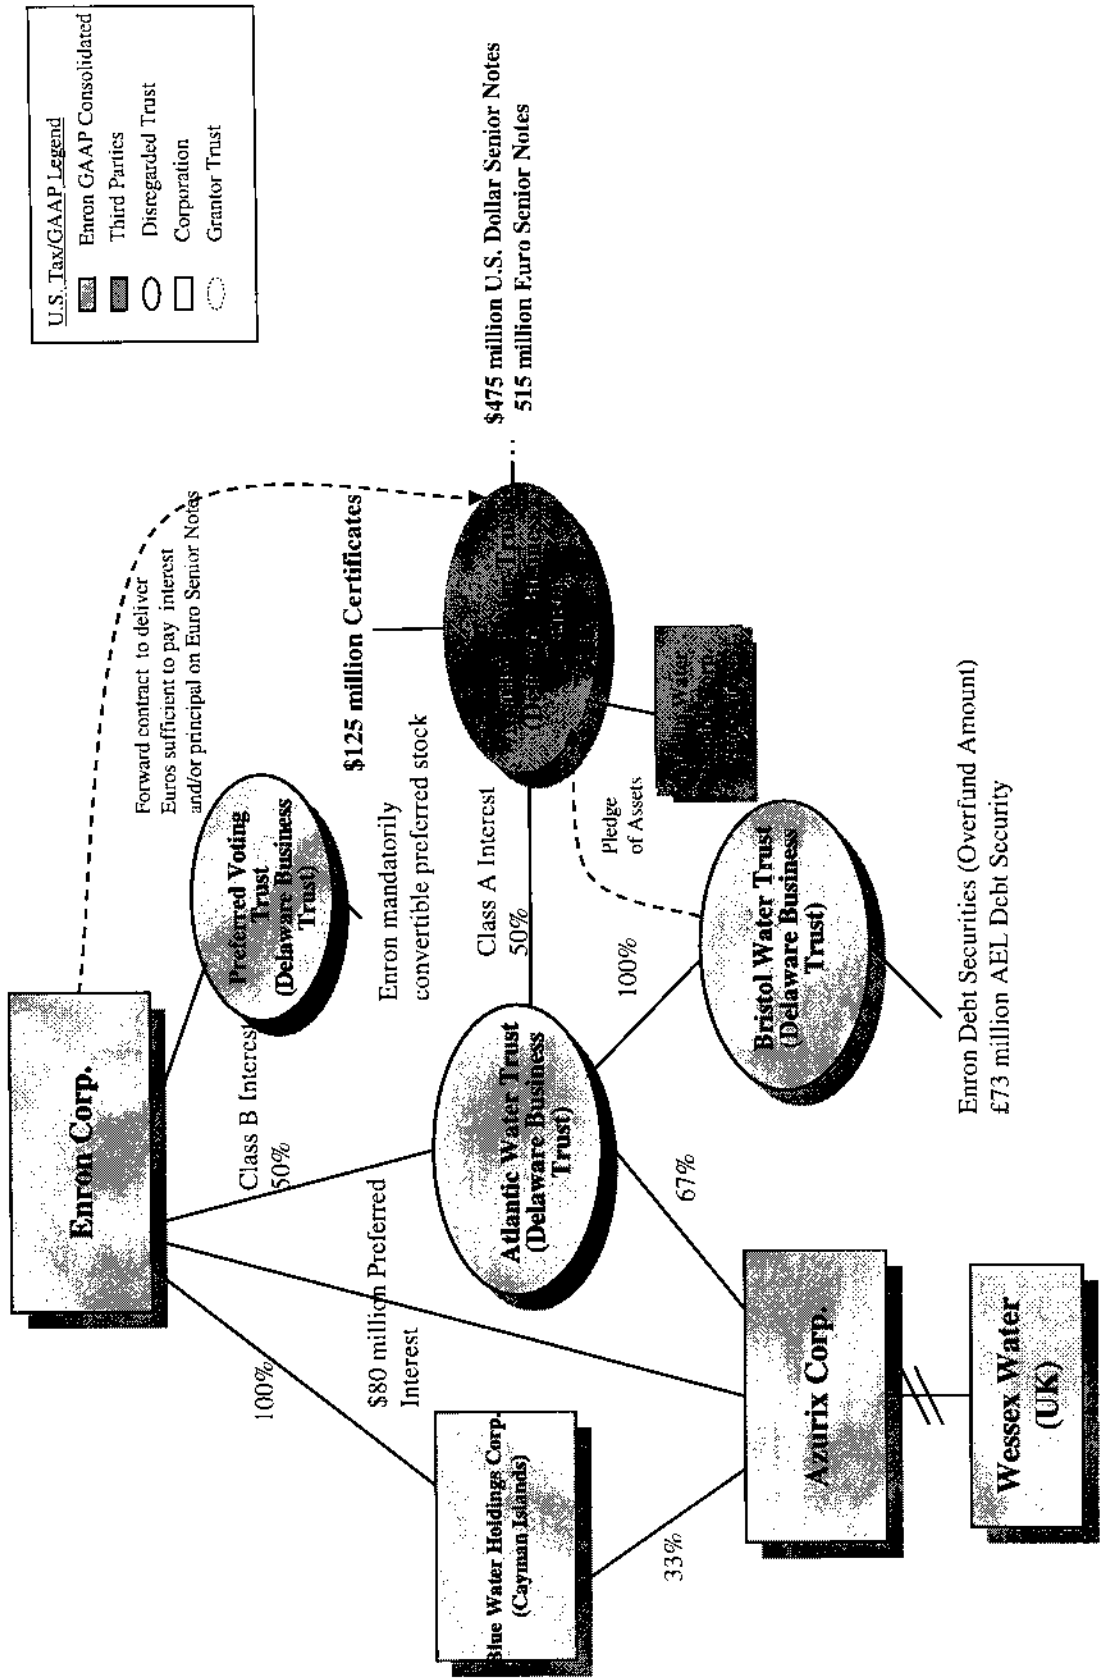 U.S. Tax/GAAP Legend
Enron GAAP Consolidated
Third Parties
Disregarded Trust
Corporation
Grantor Trust
Enron Corp.
Forward contract to deliver
Euros sufficient to pay interest
and/or principal on Euro Senior Notes
Preferred Voting
Trust
(Delaware Business
Trust)
Class B Interest
50%
100%
$80 million Preferred
Interest
Enron mandatorily
convertible preferred stock
$125 million Certificates
$475 million U.S. Dollar Senior Notes
515 million Euro Senior Notes
Blue Water Holdings Corp.
(Cayman Islands)
Atlantic Water Trust
(Delaware Business
Trust)
Class A Interest
50%
Trust
(Delaware Business
Water
Pledge
of Assets
100%
33%
67%
Bristol Water Trust
(Delaware Business
Trust)
Azurix Corp.
Enron Debt Securities (Overfund Amount)
£73 million AEL Debt Security
Wessex Water
(UK)